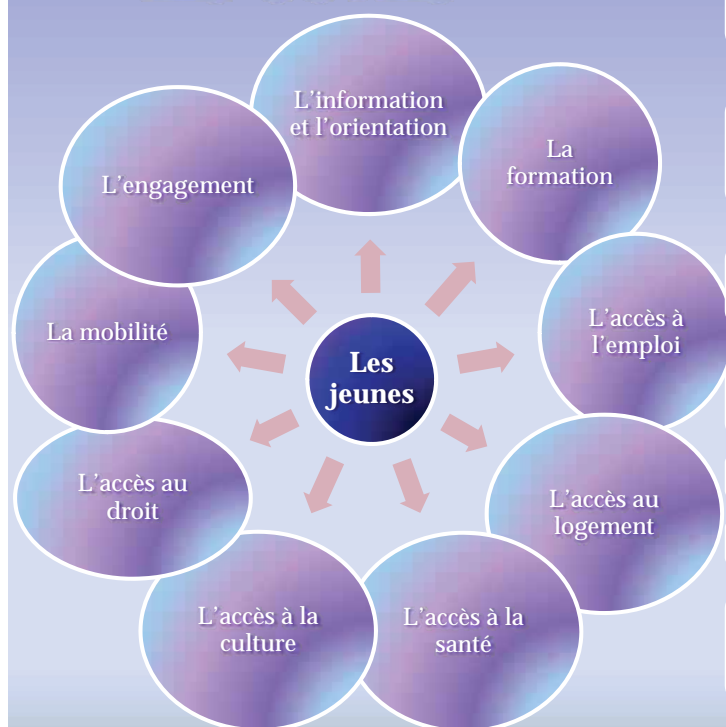 L'information
et l'orientation
La
formation
L'accès à
l'emploi
L'accès au
logement
L'accès à la
santé
L'accès à la
culture
L'accès au
droit
La mobilité
L'engagement
Les
jeunes